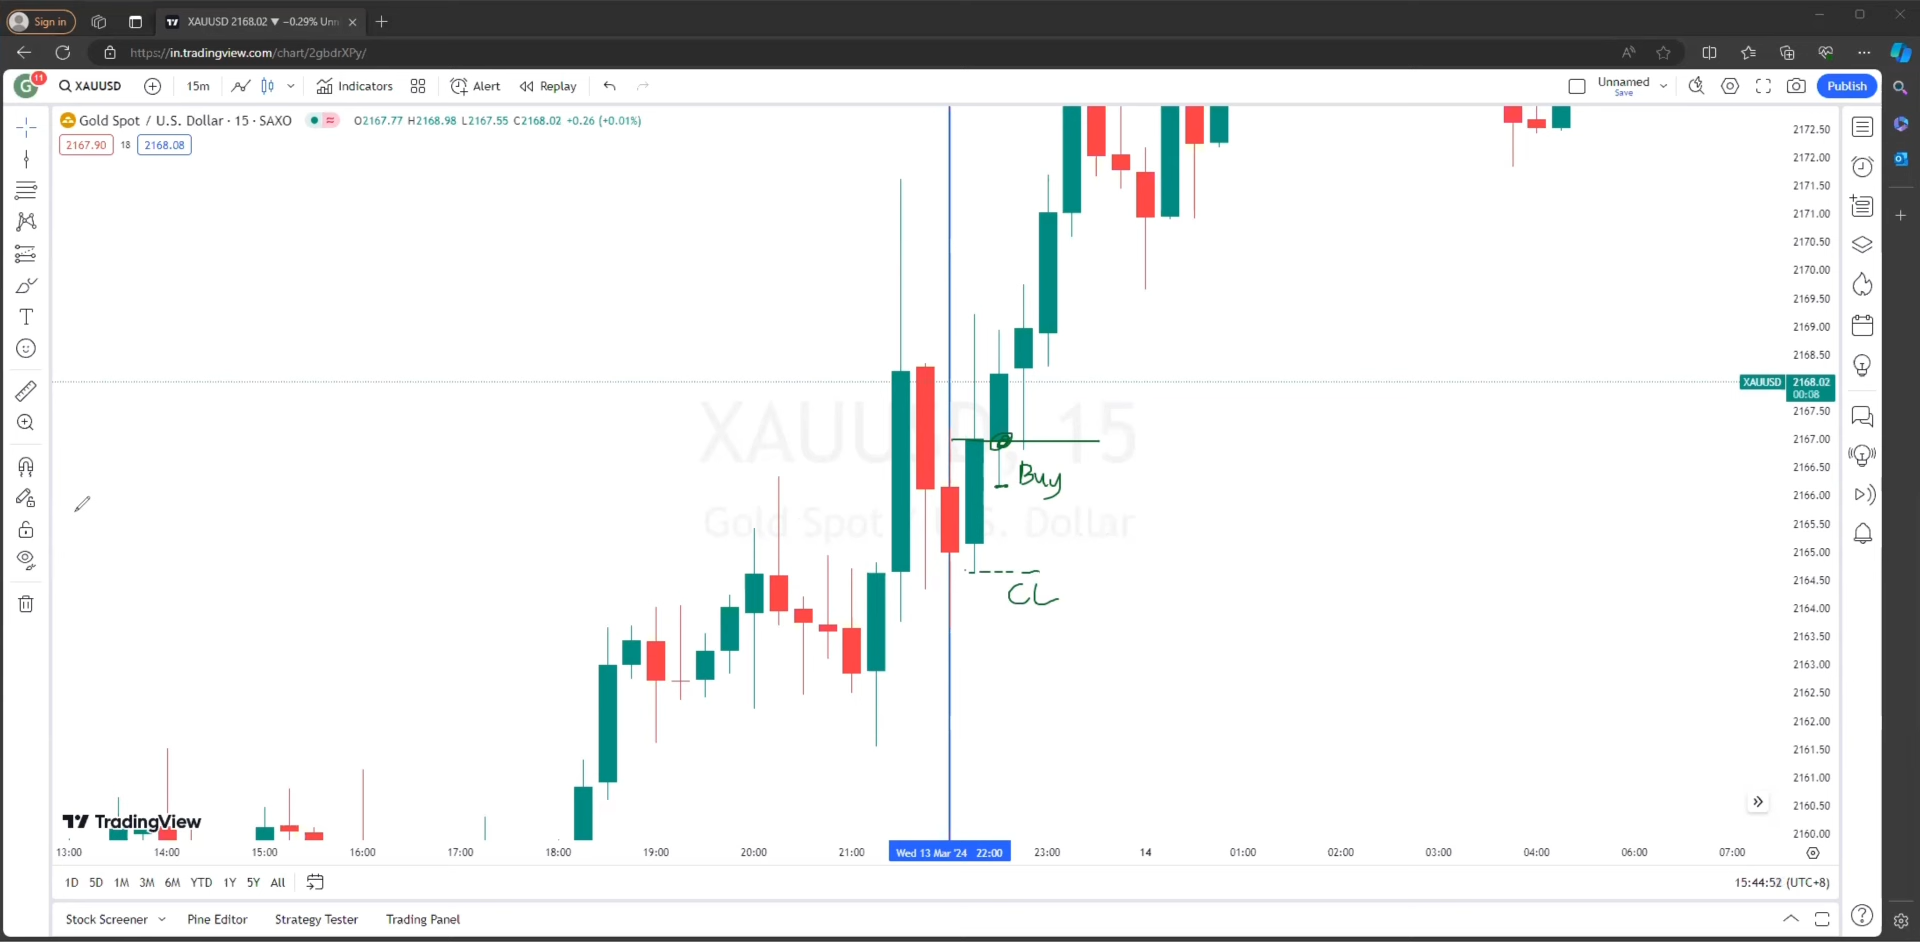 Sign in
XAUUSD 2168.02 ▼ −0.29% Unn
https://in.tradingview.com/chart/2gbdrXPy/
G 11 XAUUSD 15m Indicators Alert Replay Unnamed Save Publish
Gold Spot / U.S. Dollar · 15 · SAXO O2167.77 H2168.98 L2167.55 C2168.02 +0.26 (+0.01%)
2167.90 18 2168.08
2172.50
2172.00
2171.50
2171.00
2170.50
2170.00
2169.50
2169.00
2168.50
XAUUSD 2168.02
00:08
2167.50
2167.00
2166.50
2166.00
2165.50
2165.00
2164.50
2164.00
2163.50
2163.00
2162.50
2162.00
2161.50
2161.00
2160.50
2160.00
XAUUSD, 15
Buy
Gold Spot / U.S. Dollar
CL
TradingView
13:00 14:00 15:00 16:00 17:00 18:00 19:00 20:00 21:00 Wed 13 Mar '24 22:00 23:00 14 01:00 02:00 03:00 04:00 06:00 07:00
1D 5D 1M 3M 6M YTD 1Y 5Y All 15:44:52 (UTC+8)
Stock Screener Pine Editor Strategy Tester Trading Panel